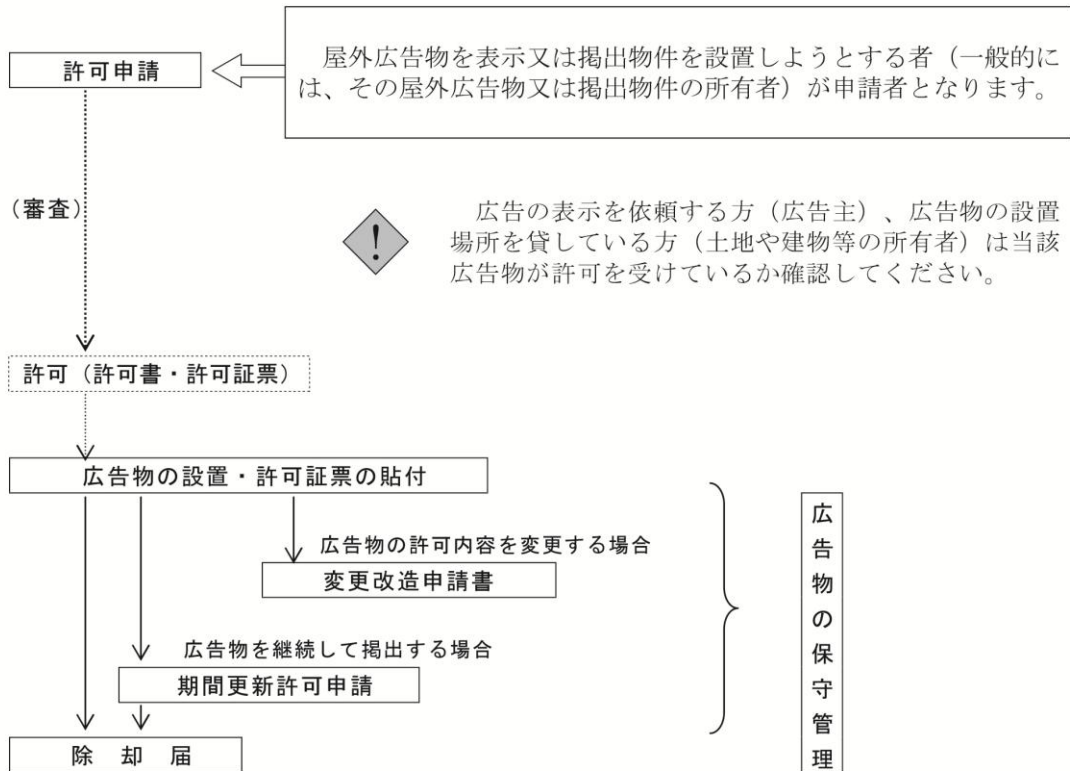 許可申請
屋外広告物を表示又は掲出物件を設置しようとする者（一般的に
は、その屋外広告物又は掲出物件の所有者）が申請者となります。
（審査）
!
広告の表示を依頼する方（広告主）、広告物の設置
場所を貸している方（土地や建物等の所有者）は当該
広告物が許可を受けているか確認してください。
許可（許可書・許可証票）
広告物の設置・許可証票の貼付
広告物の許可内容を変更する場合
変更改造申請書
広告物を継続して掲出する場合
期間更新許可申請
除却届
広告物の保守管理